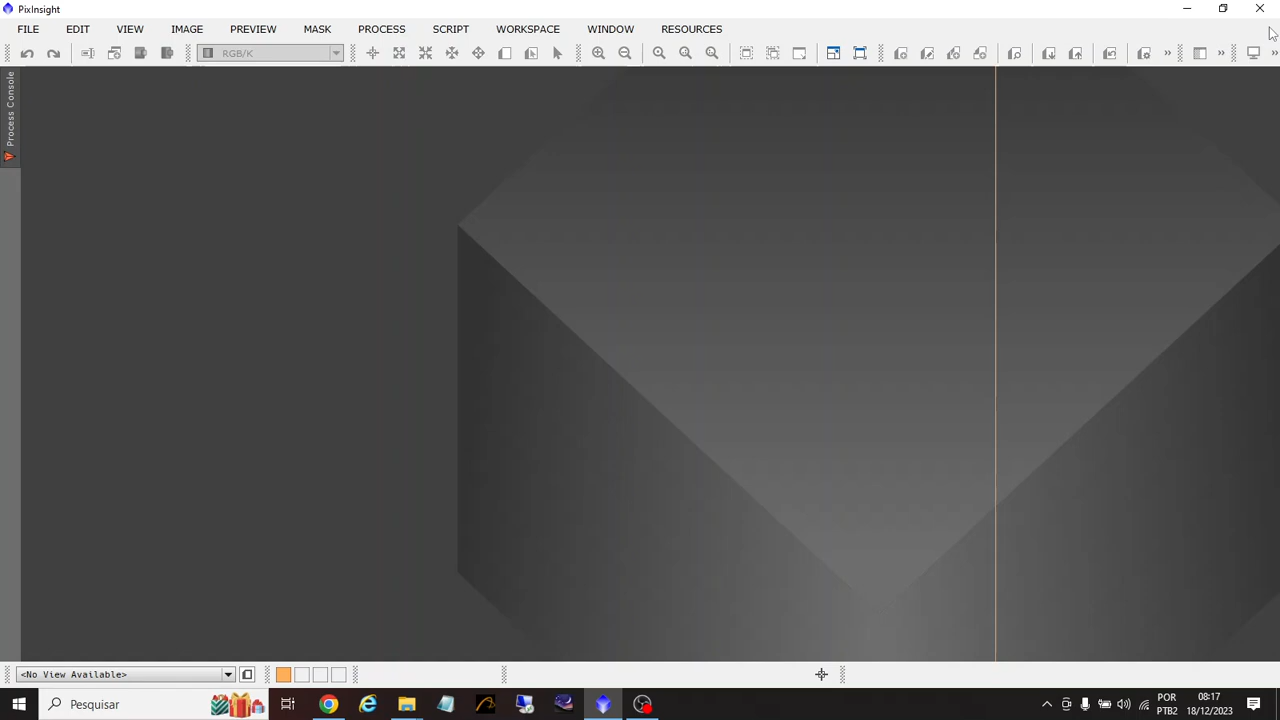 PixInsight
FILE EDIT VIEW IMAGE PREVIEW MASK PROCESS SCRIPT WORKSPACE WINDOW RESOURCES
RGB/K
Process Console
<No View Available>
Pesquisar
POR
PTB2
08:17
18/12/2023